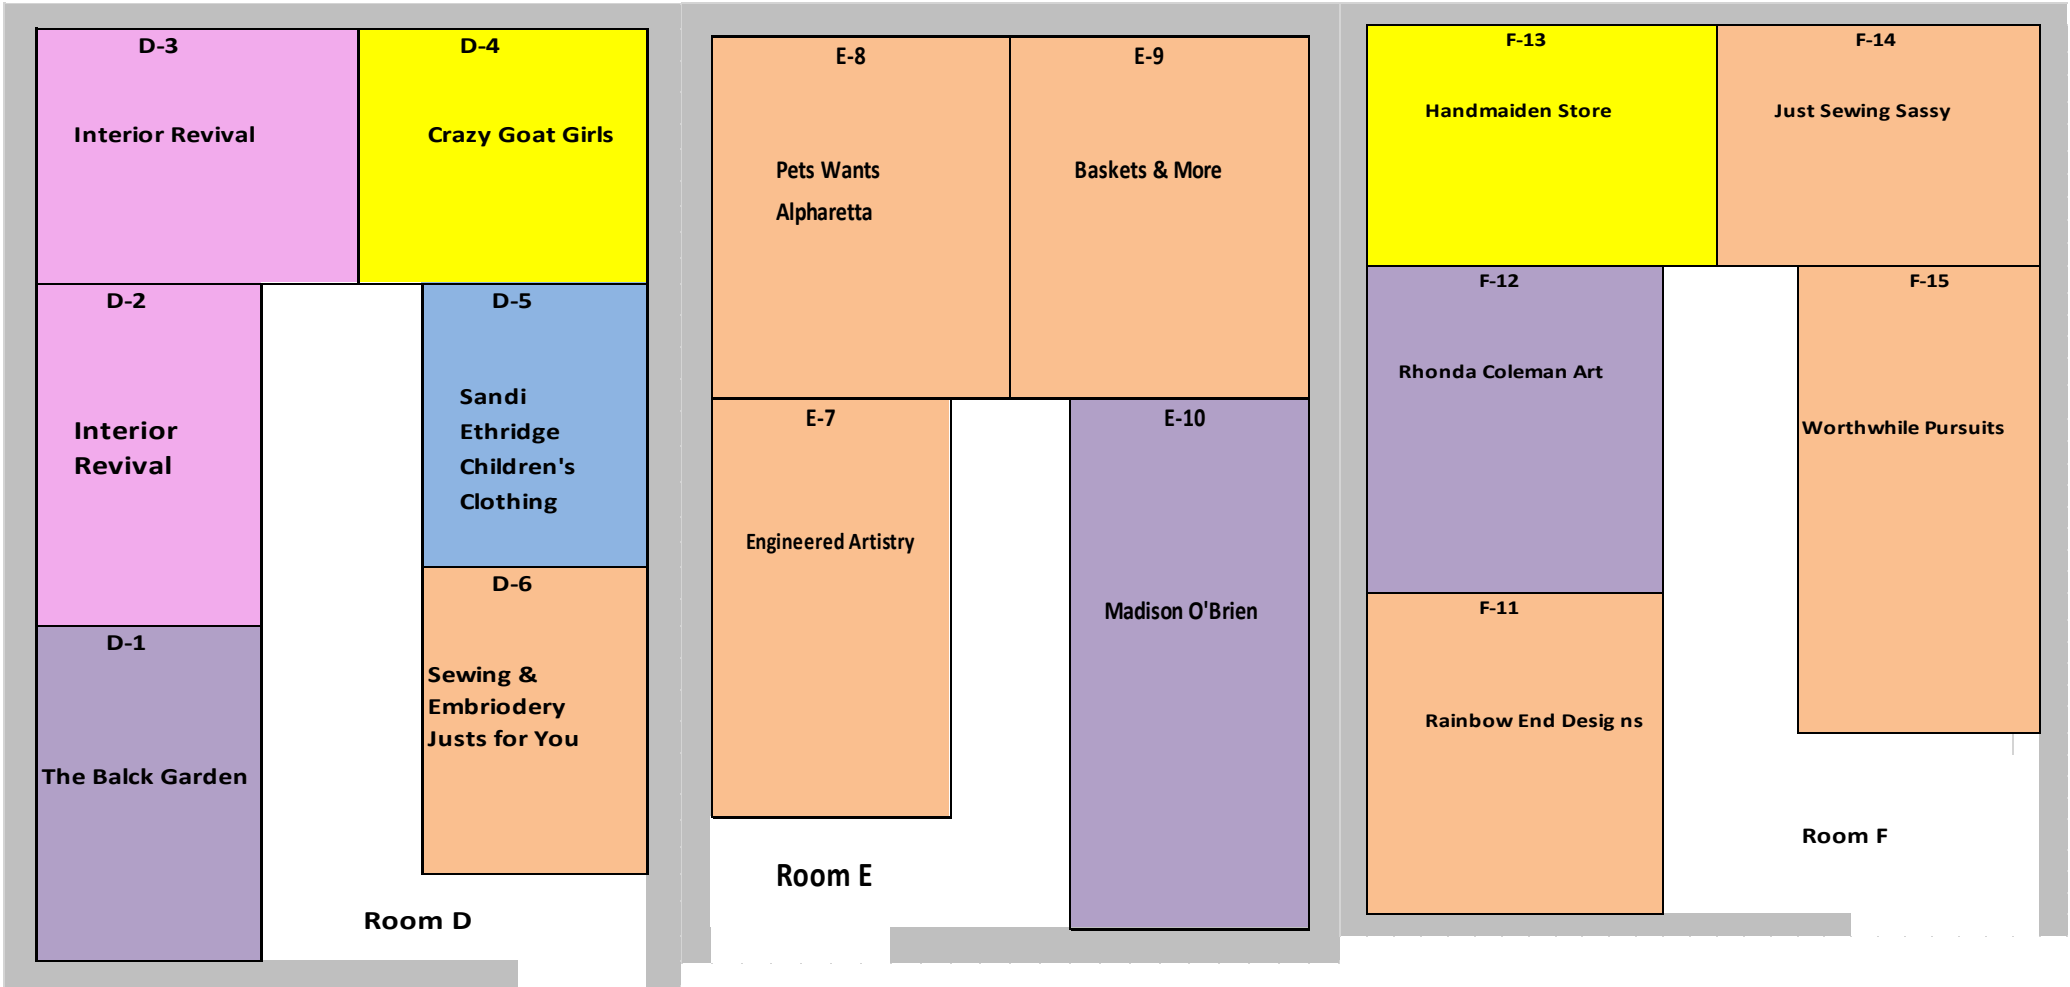 D-3
Interior Revival
D-4
Crazy Goat Girls
D-2
Interior
Revival
D-5
Sandi
Ethridge
Children's
Clothing
D-1
The Balck Garden
D-6
Sewing &
Embriodery
Justs for You
Room D
E-8
Pets Wants
Alpharetta
E-9
Baskets & More
E-7
Engineered Artistry
E-10
Madison O'Brien
Room E
F-13
Handmaiden Store
F-14
Just Sewing Sassy
F-12
Rhonda Coleman Art
F-15
Worthwhile Pursuits
F-11
Rainbow End Desig ns
Room F